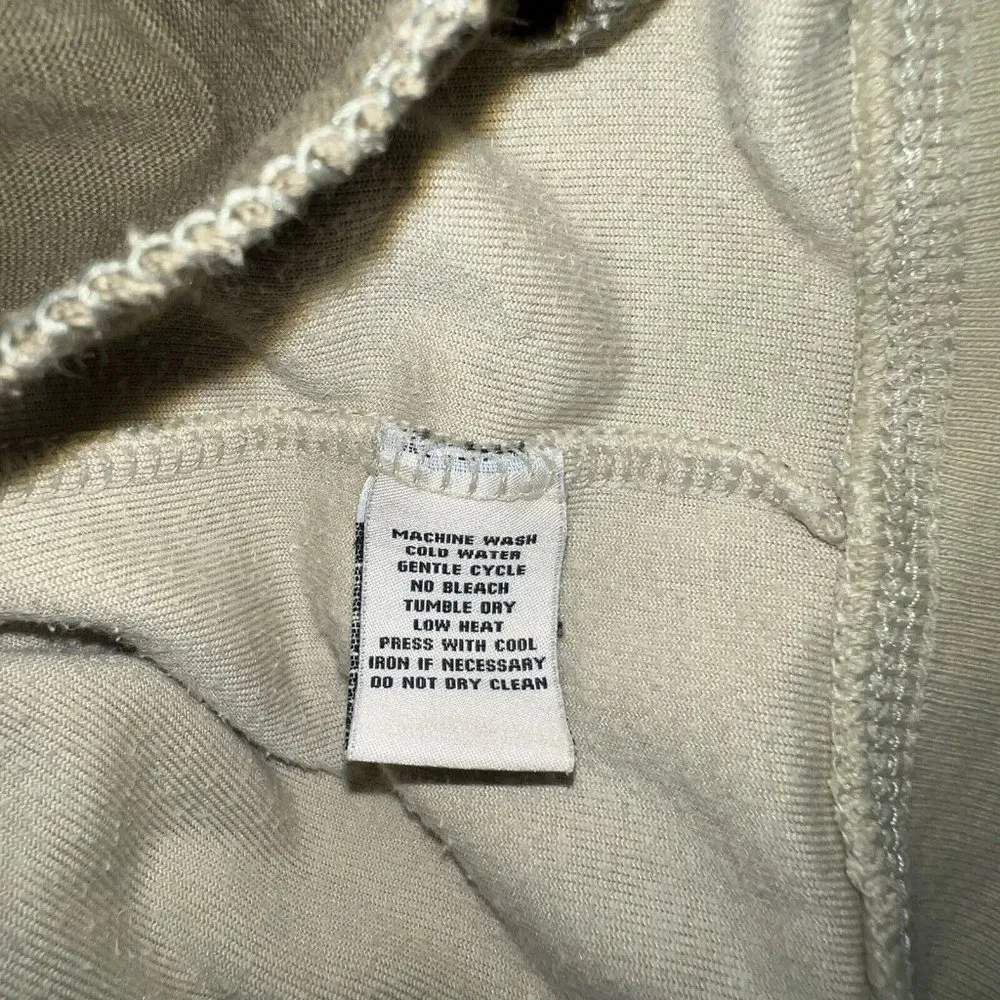 MACHINE WASH
COLD WATER
GENTLE CYCLE
NO BLEACH
TUMBLE DRY
LOW HEAT
PRESS WITH COOL
IRON IF NECESSARY
DO NOT DRY CLEAN